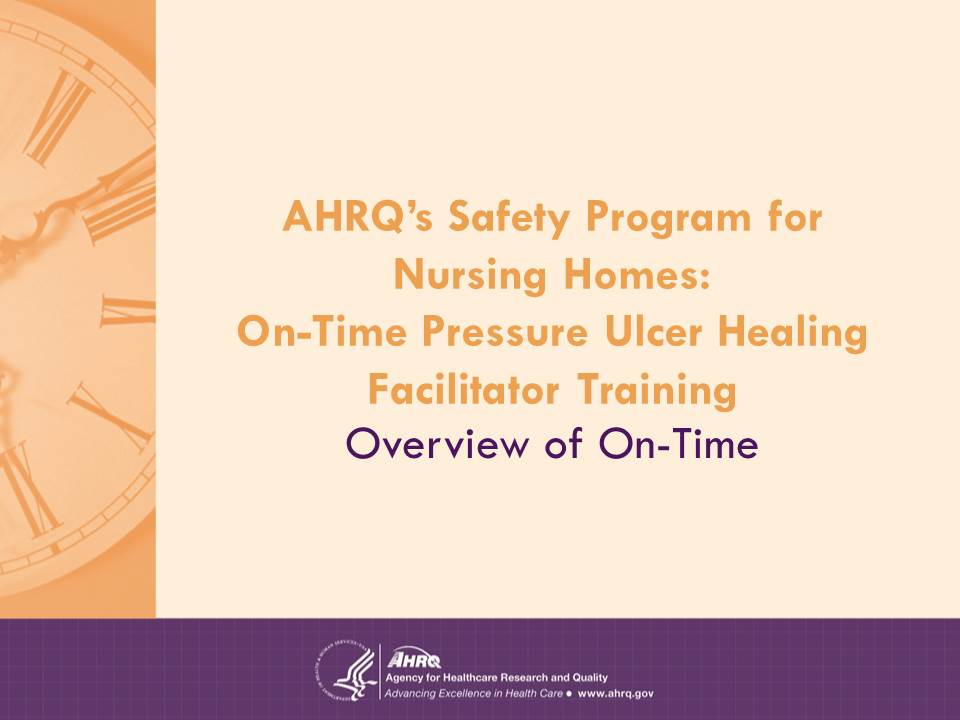 AHRQ’s Safety Program for
Nursing Homes:
On-Time Pressure Ulcer Healing
Facilitator Training
Overview of On-Time
AHRQ
Agency for Healthcare Research and Quality
Advancing Excellence in Health Care ● www.ahrq.gov